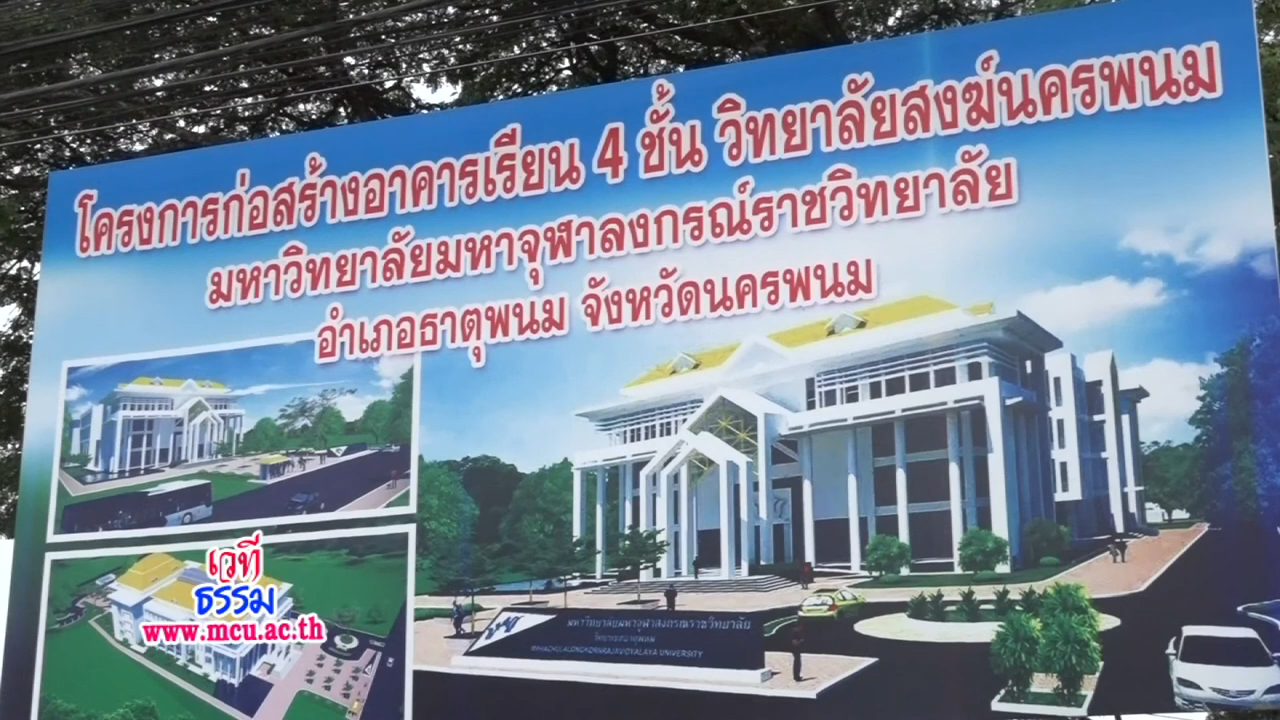 โครงการก่อสร้างอาคารเรียน 4 ชั้น วิทยาลัยสงฆ์นครพนม
มหาวิทยาลัยมหาจุฬาลงกรณ์ราชวิทยาลัย
อำเภอธาตุพนม จังหวัดนครพนม
เวที
ธรรม
www.mcu.ac.th
มหาวิทยาลัยมหาจุฬาลงกรณราชวิทยาลัย
UNIVERSITY